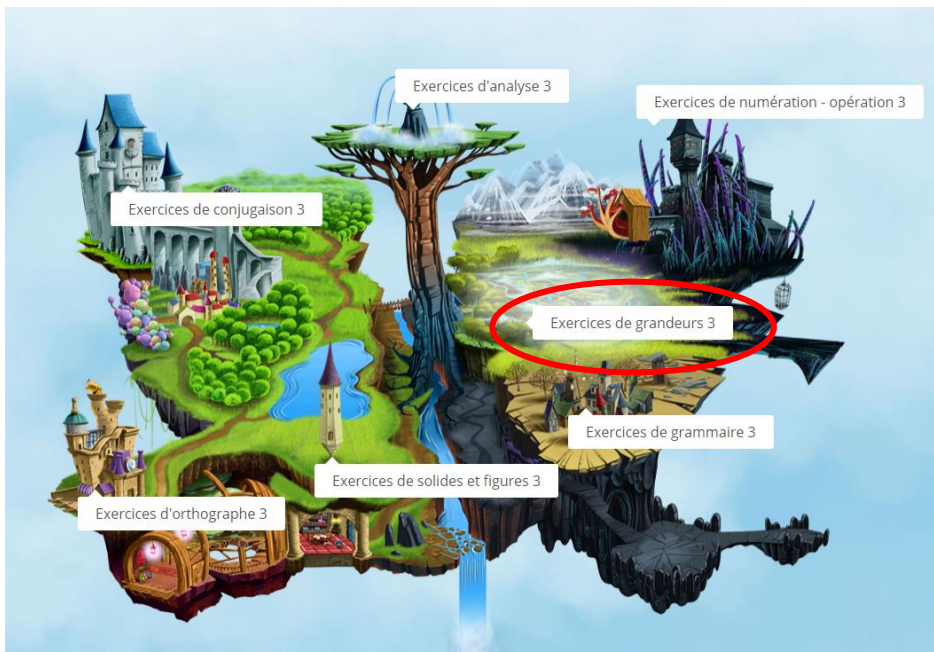 Exercices d'analyse 3
Exercices de numération - opération 3
Exercices de conjugaison 3
Exercices de grandeurs 3
Exercices de grammaire 3
Exercices de solides et figures 3
Exercices d'orthographe 3